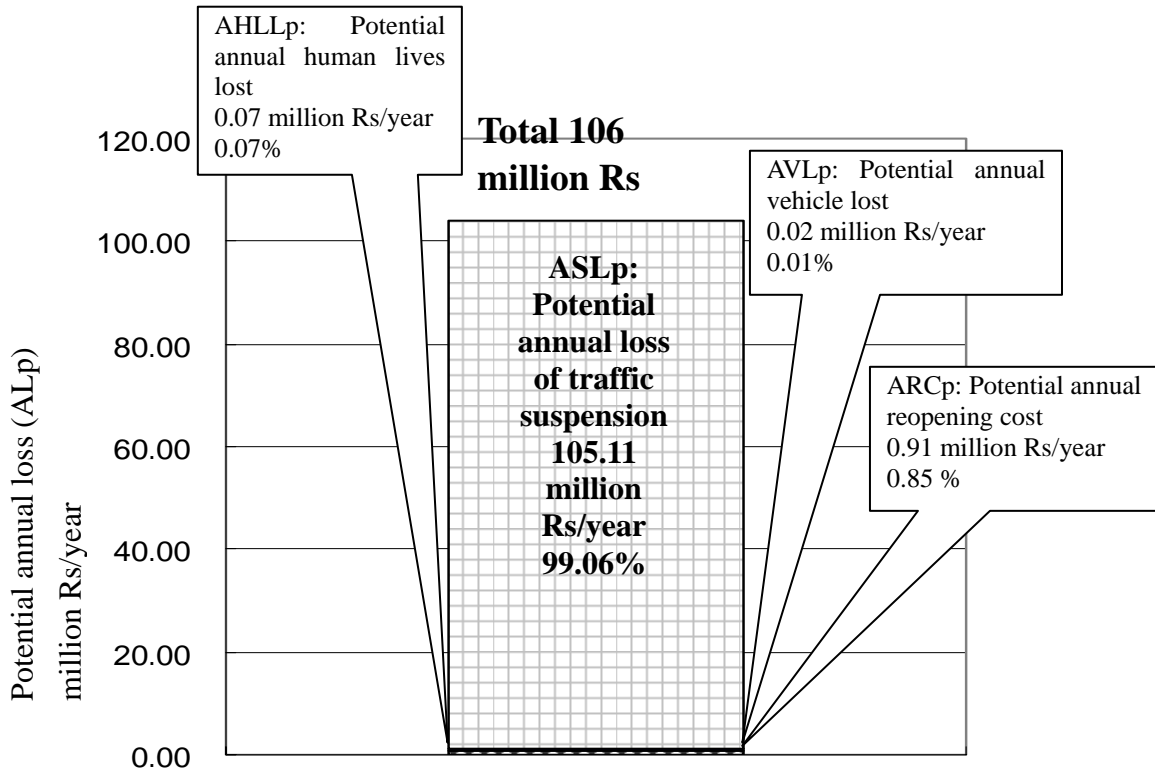 AHLLp: Potential
annual human lives
lost
0.07 million Rs/year
0.07%
Total 106
million Rs
AVLp: Potential annual
vehicle lost
0.02 million Rs/year
0.01%
ARCp: Potential annual
reopening cost
0.91 million Rs/year
0.85 %
ASLp:
Potential
annual loss
of traffic
suspension
105.11
million
Rs/year
99.06%
Potential annual loss (ALp)
million Rs/year
120.00
100.00
80.00
60.00
40.00
20.00
0.00